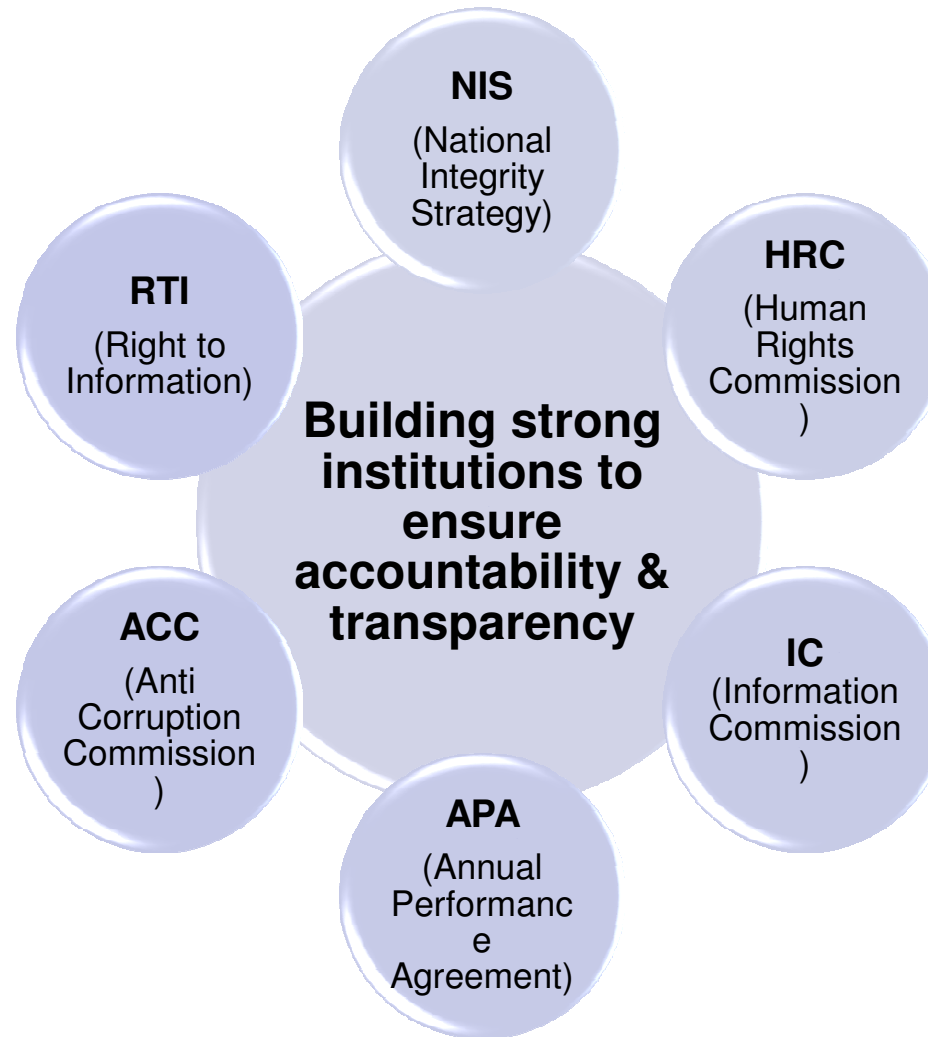 NIS
(National
Integrity
Strategy)
HRC
(Human
Rights
Commission
)
IC
(Information
Commission
)
APA
(Annual
Performanc
e
Agreement)
ACC
(Anti
Corruption
Commission
)
RTI
(Right to
Information)
Building strong
institutions to
ensure
accountability &
transparency